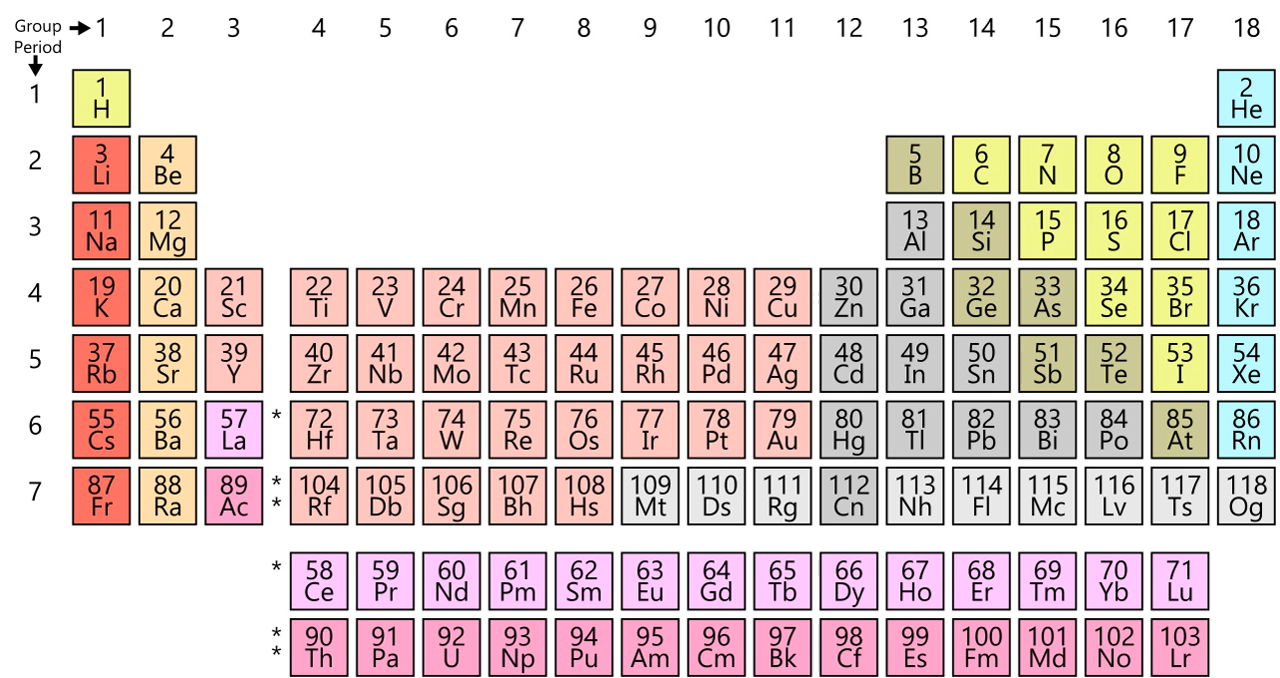 Group → 1 2 3 4 5 6 7 8 9 10 11 12 13 14 15 16 17 18
Period
↓
1 1 2
H He
2 3 4 5 6 7 8 9 10
Li Be B C N O F Ne
3 11 12 13 14 15 16 17 18
Na Mg Al Si P S Cl Ar
4 19 20 21 22 23 24 25 26 27 28 29 30 31 32 33 34 35 36
K Ca Sc Ti V Cr Mn Fe Co Ni Cu Zn Ga Ge As Se Br Kr
5 37 38 39 40 41 42 43 44 45 46 47 48 49 50 51 52 53 54
Rb Sr Y Zr Nb Mo Tc Ru Rh Pd Ag Cd In Sn Sb Te I Xe
6 55 56 57 * 72 73 74 75 76 77 78 79 80 81 82 83 84 85 86
Cs Ba La Hf Ta W Re Os Ir Pt Au Hg Tl Pb Bi Po At Rn
7 87 88 89 * 104 105 106 107 108 109 110 111 112 113 114 115 116 117 118
Fr Ra Ac * Rf Db Sg Bh Hs Mt Ds Rg Cn Nh Fl Mc Lv Ts Og
* 58 59 60 61 62 63 64 65 66 67 68 69 70 71
Ce Pr Nd Pm Sm Eu Gd Tb Dy Ho Er Tm Yb Lu
* 90 91 92 93 94 95 96 97 98 99 100 101 102 103
* Th Pa U Np Pu Am Cm Bk Cf Es Fm Md No Lr